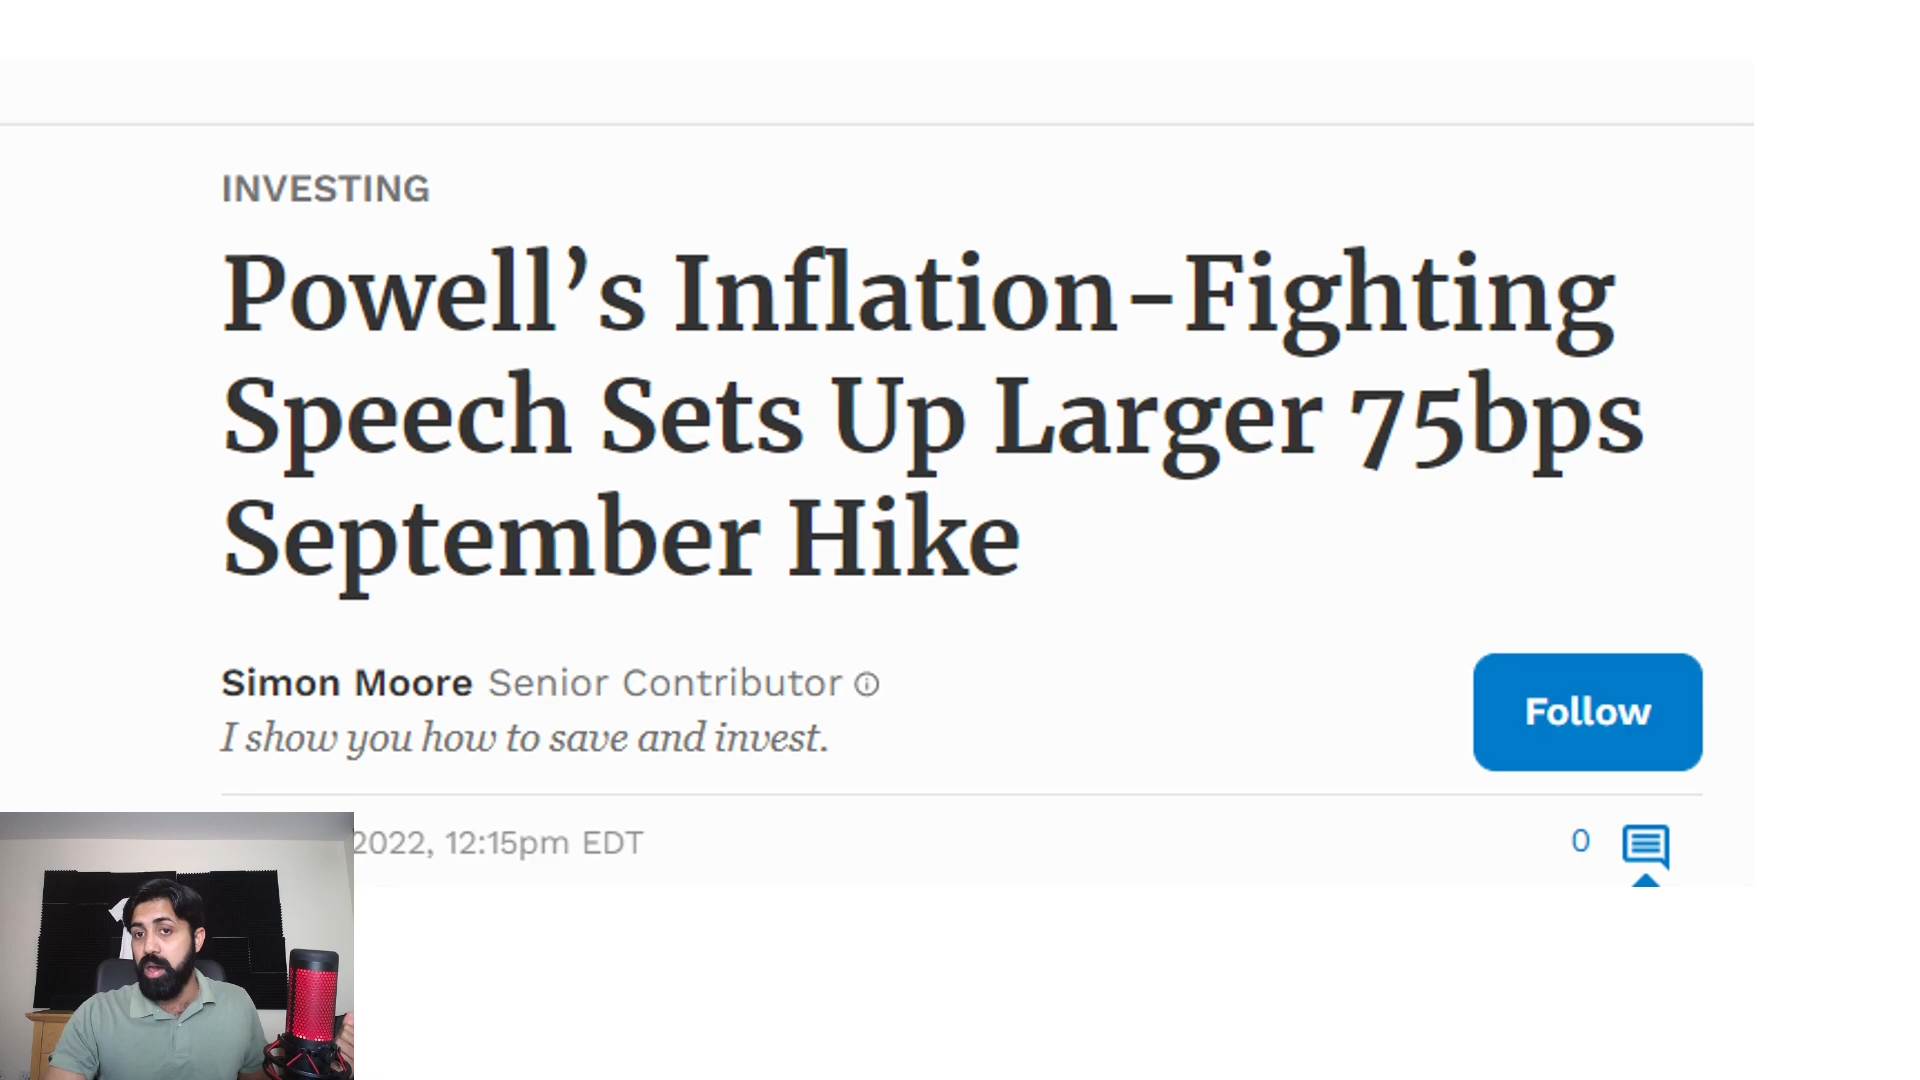 INVESTING
Powell’s Inflation-Fighting
Speech Sets Up Larger 75bps
September Hike
Simon Moore Senior Contributor
I show you how to save and invest.
Follow
2022, 12:15pm EDT
0